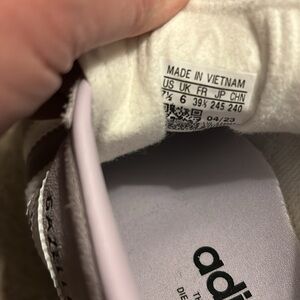 MADE IN VIETNAM
US UK FR JP CHN
7½ 6 39⅓ 245 240
04/23
adi